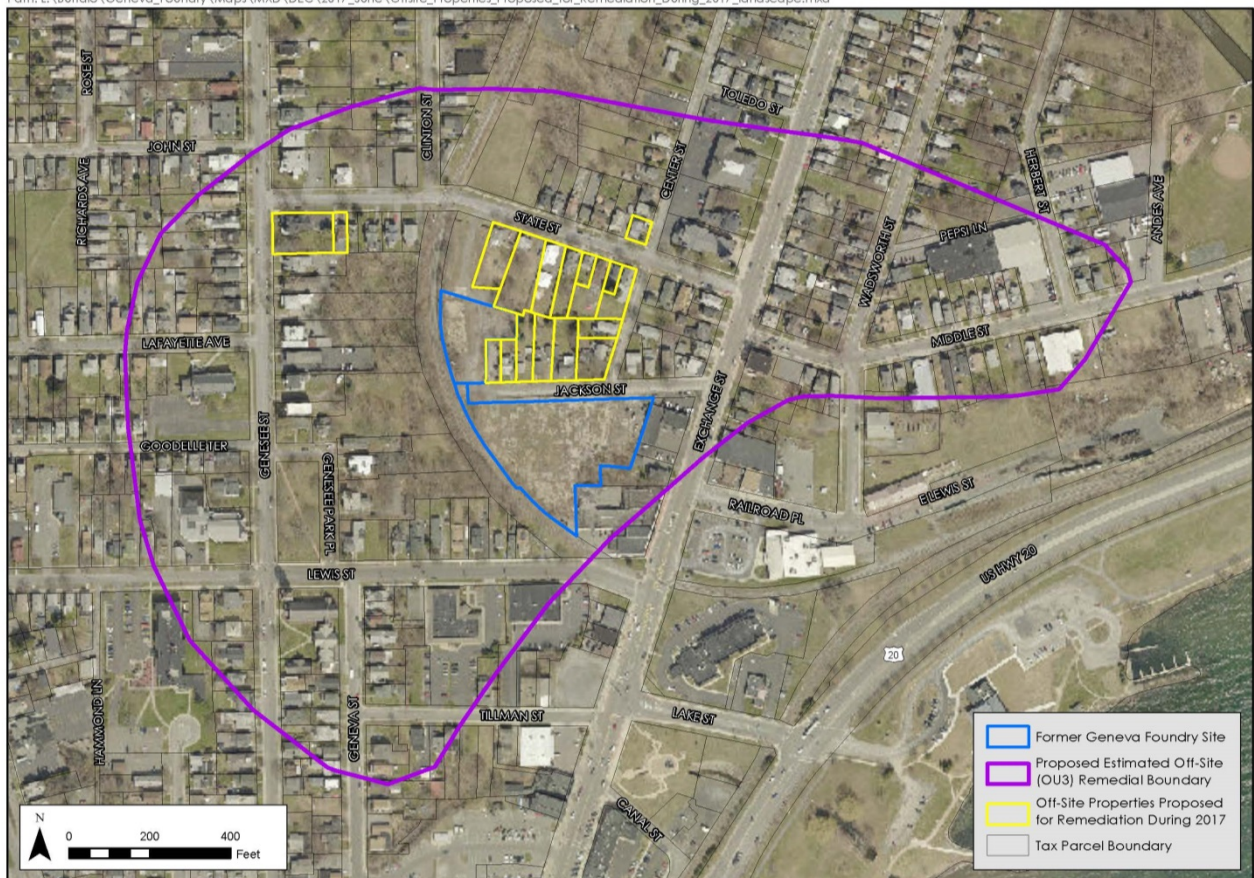 ROSE ST
CLINTON ST
TOLEDO ST
JOHN ST
CENTER ST
HERBERT ST
RICHARDS AVE
ANDES AVE
STATE ST
PEPSI LN
WADSWORTH ST
LAFAYETTE AVE
MIDDLE ST
JACKSON ST
EXCHANGE ST
GENESEE ST
GOODELLE TER
GENESEE PARK PL
E LEWIS ST
RAILROAD PL
LEWIS ST
US HWY 20
20
HAMMOND LN
GENEVA ST
TILLMAN ST
LAKE ST
CANAL ST
N
0 200 400
Feet
Former Geneva Foundry Site
Proposed Estimated Off-Site
(OU3) Remedial Boundary
Off-Site Properties Proposed
for Remediation During 2017
Tax Parcel Boundary